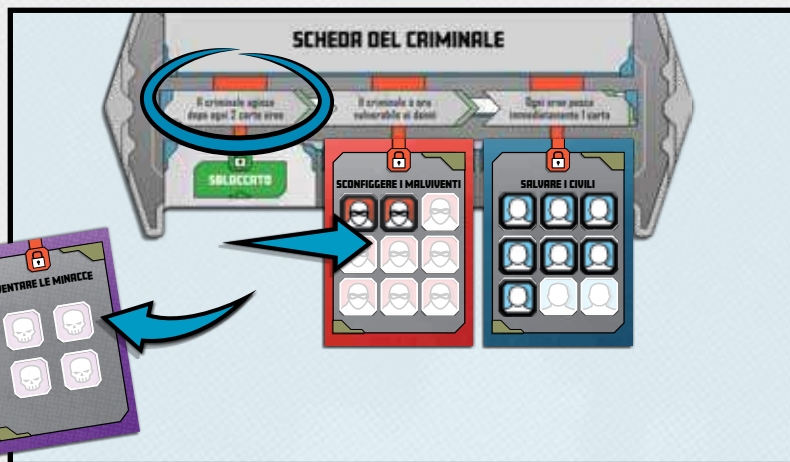 SCHEDA DEL CRIMINALE
Il criminale agisce
dopo ogni 2 carte eroe
Il criminale è ora
vulnerabile ai danni
Ogni eroe pesca
immediatamente 1 carta
SBLOCCATO
SCONFIGGERE I MALVIVENTI
SALVARE I CIVILI
VENTARE LE MINACCE